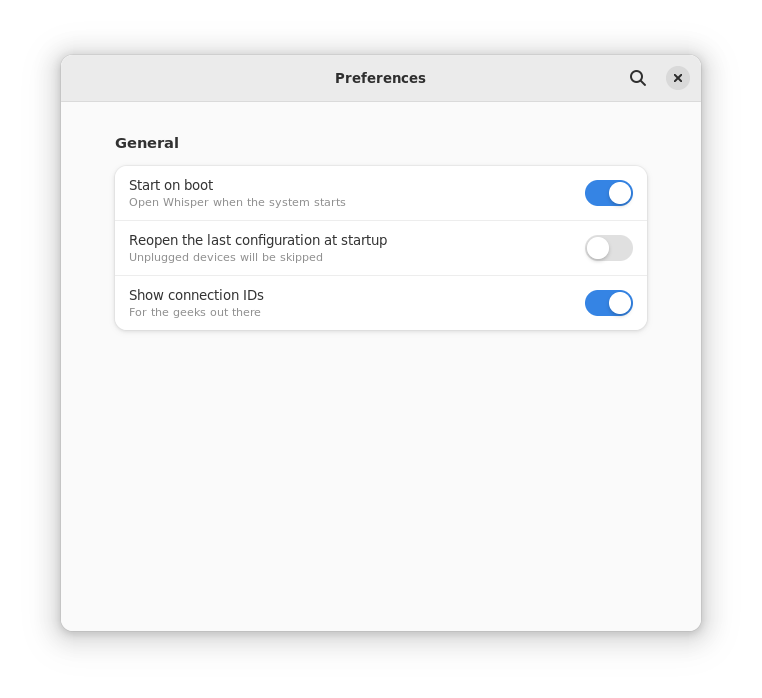 Preferences
General
Start on boot
Open Whisper when the system starts
Reopen the last configuration at startup
Unplugged devices will be skipped
Show connection IDs
For the geeks out there